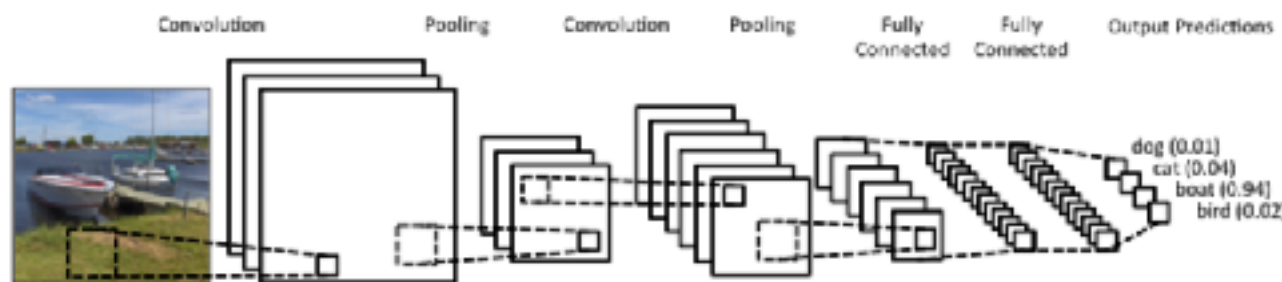 Convolution
Pooling
Convolution
Pooling
Fully
Connected
Fully
Connected
Output Predictions
dog (0.01)
cat (0.04)
boat (0.94)
bird (0.02)